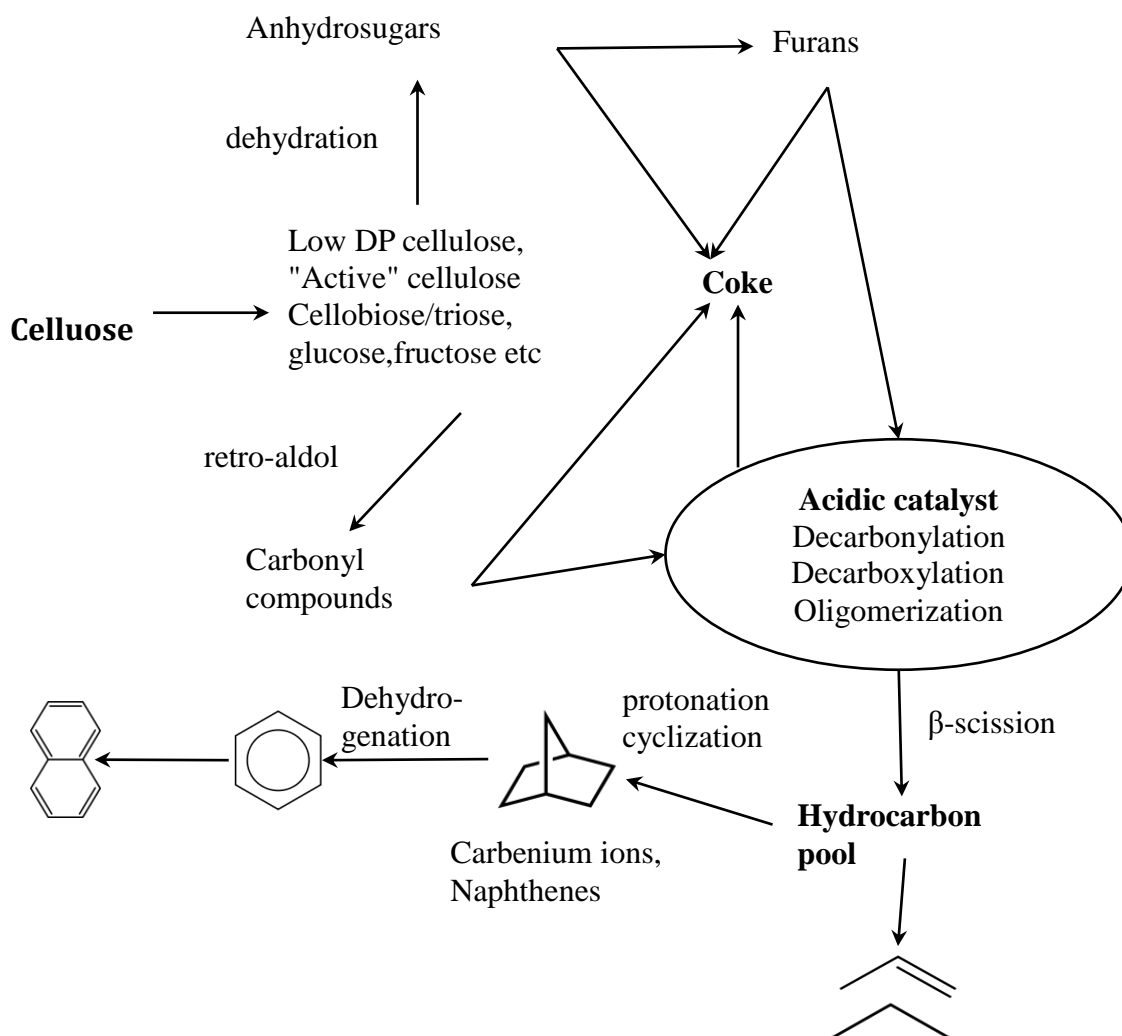 Anhydrosugars
Furans
dehydration
Low DP cellulose,
"Active" cellulose
Cellobiose/triose,
glucose,fructose etc
Celluose
Coke
retro-aldol
Carbonyl
compounds
Acidic catalyst
Decarbonylation
Decarboxylation
Oligomerization
β-scission
Dehydro-
genation
protonation
cyclization
Hydrocarbon
pool
Carbenium ions,
Naphthenes